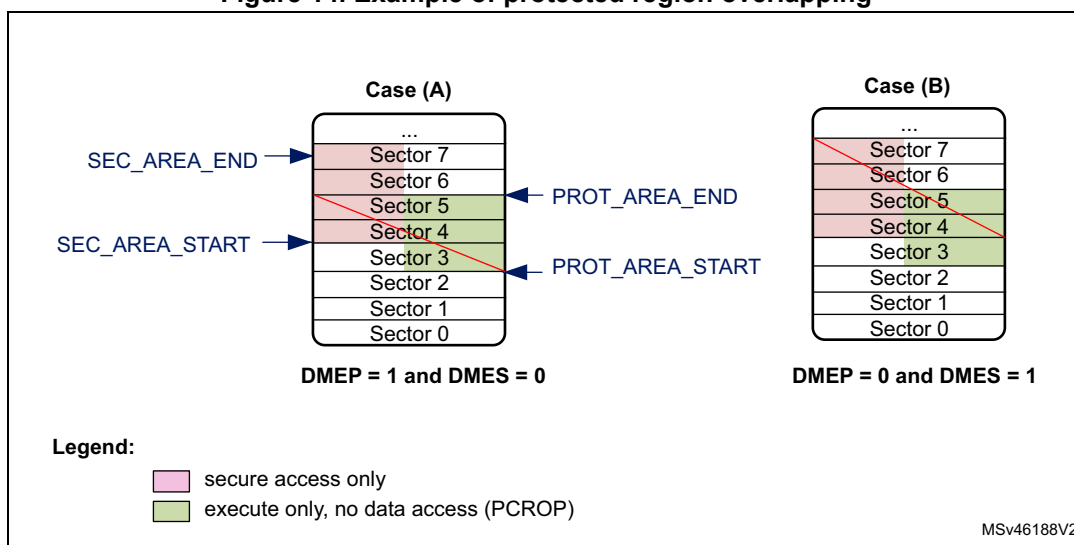 Case (A)
...
Sector 7
Sector 6
Sector 5
Sector 4
Sector 3
Sector 2
Sector 1
Sector 0
SEC_AREA_END
SEC_AREA_START
PROT_AREA_END
PROT_AREA_START
DMEP = 1 and DMES = 0
Case (B)
...
Sector 7
Sector 6
Sector 5
Sector 4
Sector 3
Sector 2
Sector 1
Sector 0
DMEP = 0 and DMES = 1
Legend:
secure access only
execute only, no data access (PCROP)
MSv46188V2